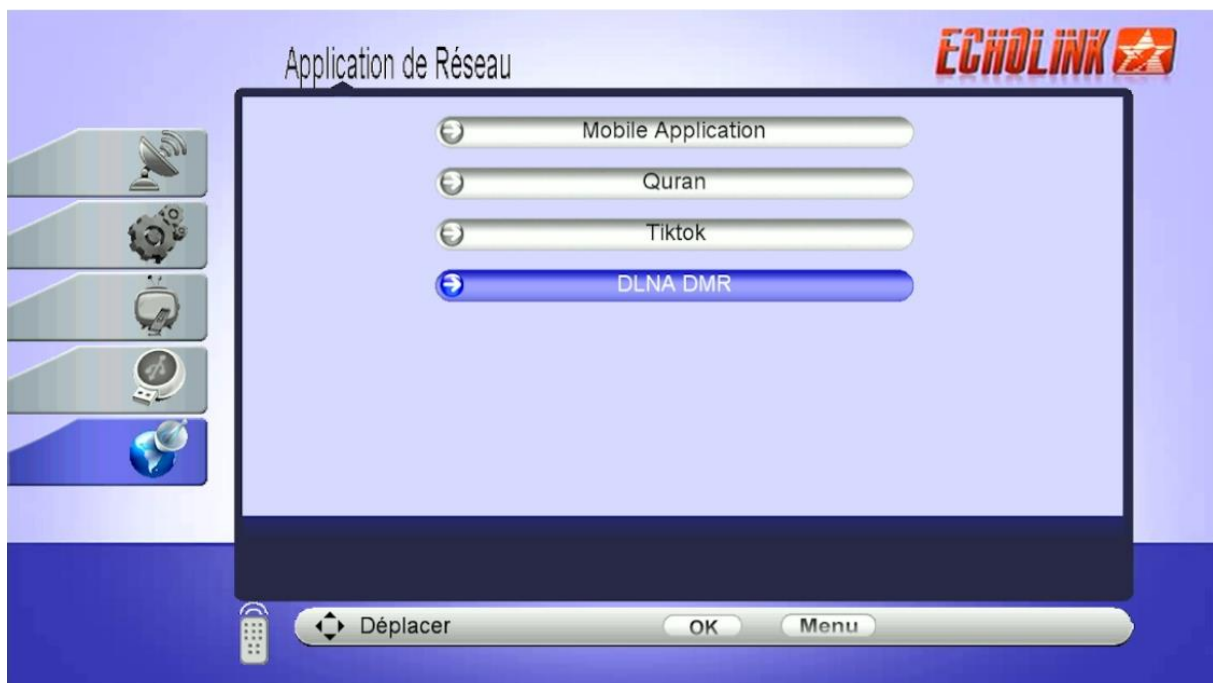 Application de Réseau
ECHOLINK
Mobile Application
Quran
Tiktok
DLNA DMR
Déplacer
OK
Menu